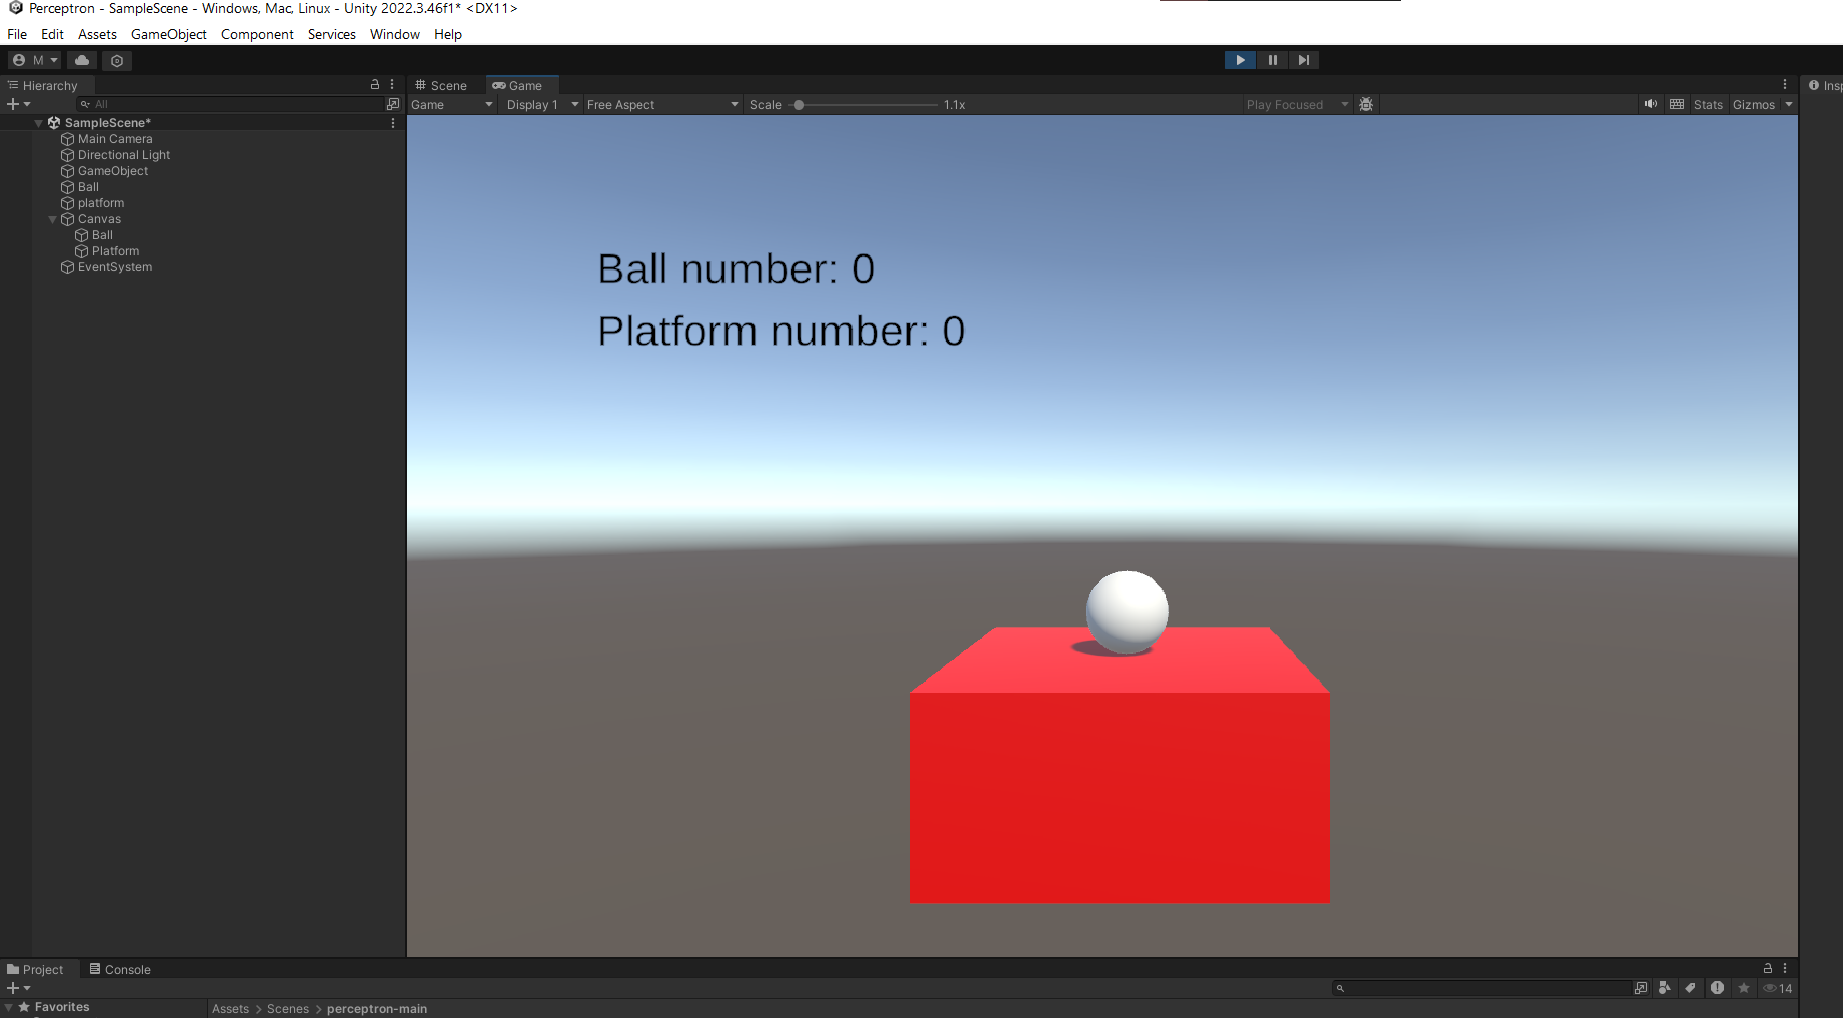 Perceptron - SampleScene - Windows, Mac, Linux - Unity 2022.3.46f1* <DX11>
File Edit Assets GameObject Component Services Window Help
M
Hierarchy
All
SampleScene*
Main Camera
Directional Light
GameObject
Ball
platform
Canvas
Ball
Platform
EventSystem
Scene Game
Game Display 1 Free Aspect Scale 1.1x Play Focused Stats Gizmos
Ball number: 0
Platform number: 0
Project Console
14
Favorites
Assets > Scenes > perceptron-main